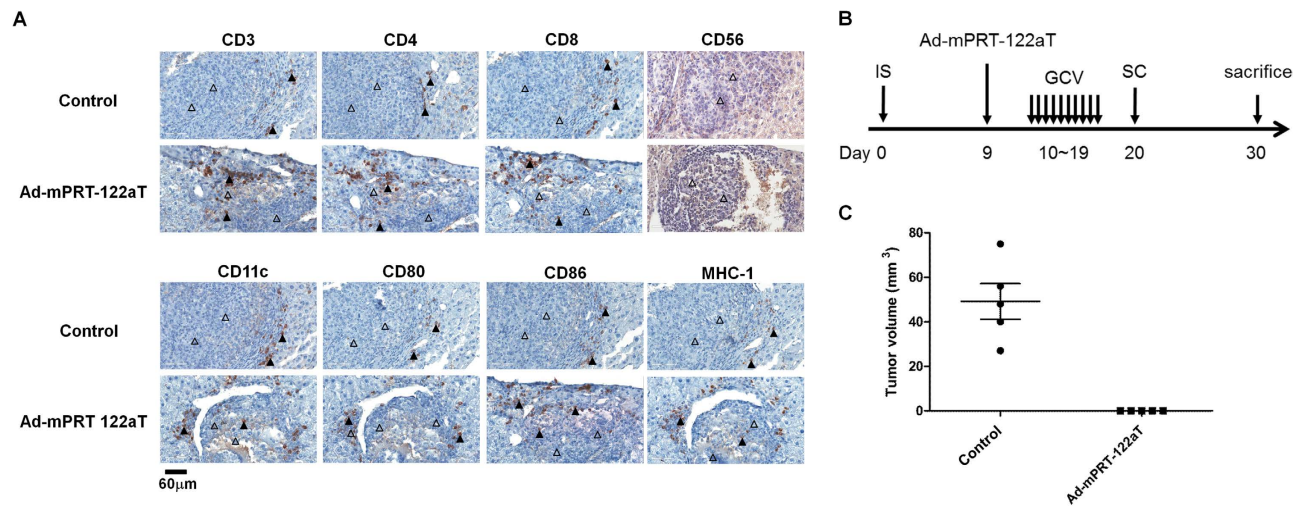 A
CD3 CD4 CD8 CD56
Control
Ad-mPRT-122aT
CD11c CD80 CD86 MHC-1
Control
Ad-mPRT 122aT
60μm
B
Ad-mPRT-122aT
IS GCV SC sacrifice
Day 0 9 10~19 20 30
C
Tumor volume (mm 3)
80
60
40
20
0
Control
Ad-mPRT-122aT